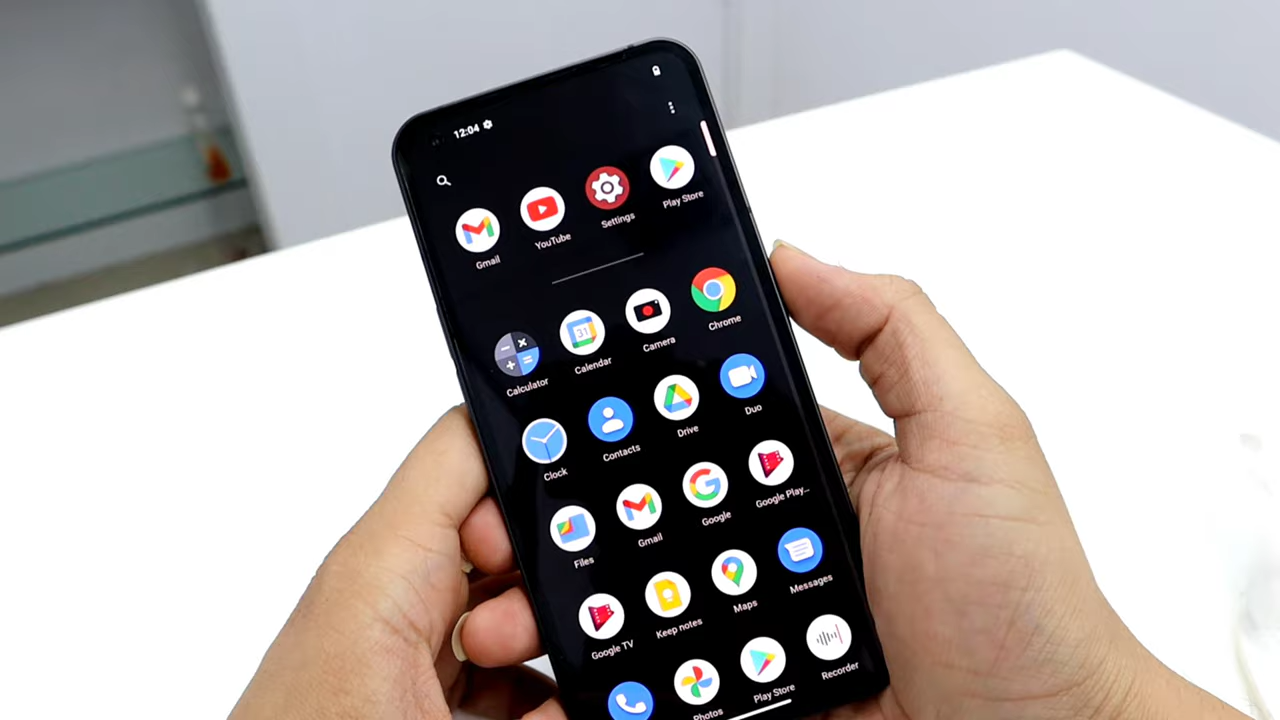 12:04
Gmail
YouTube
Settings
Play Store
Calculator
Calendar
31
Camera
Chrome
Clock
Contacts
Drive
Duo
Files
Gmail
Google
Google Play...
Google TV
Keep notes
Maps
Messages
Photos
Play Store
Recorder